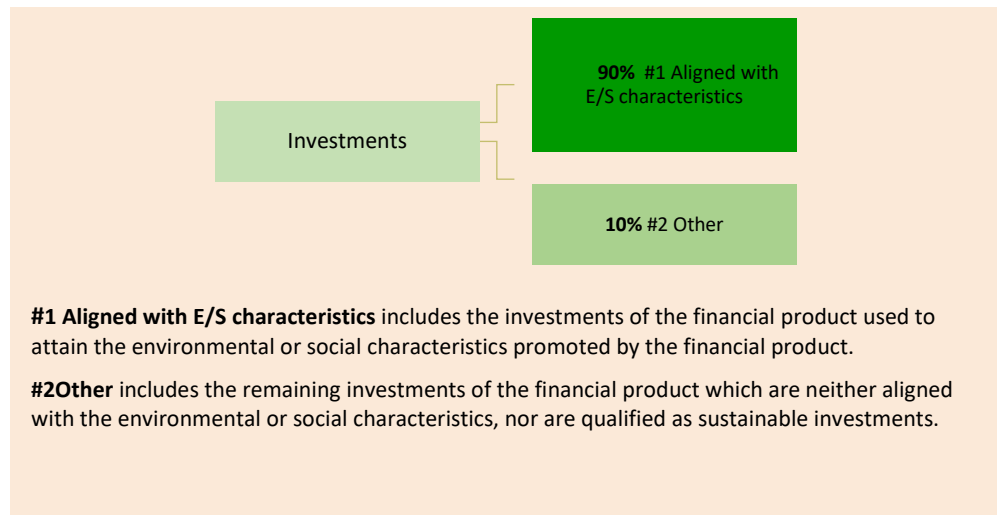 90% #1 Aligned with
E/S characteristics
Investments
10% #2 Other
#1 Aligned with E/S characteristics includes the investments of the financial product used to
attain the environmental or social characteristics promoted by the financial product.
#2Other includes the remaining investments of the financial product which are neither aligned
with the environmental or social characteristics, nor are qualified as sustainable investments.